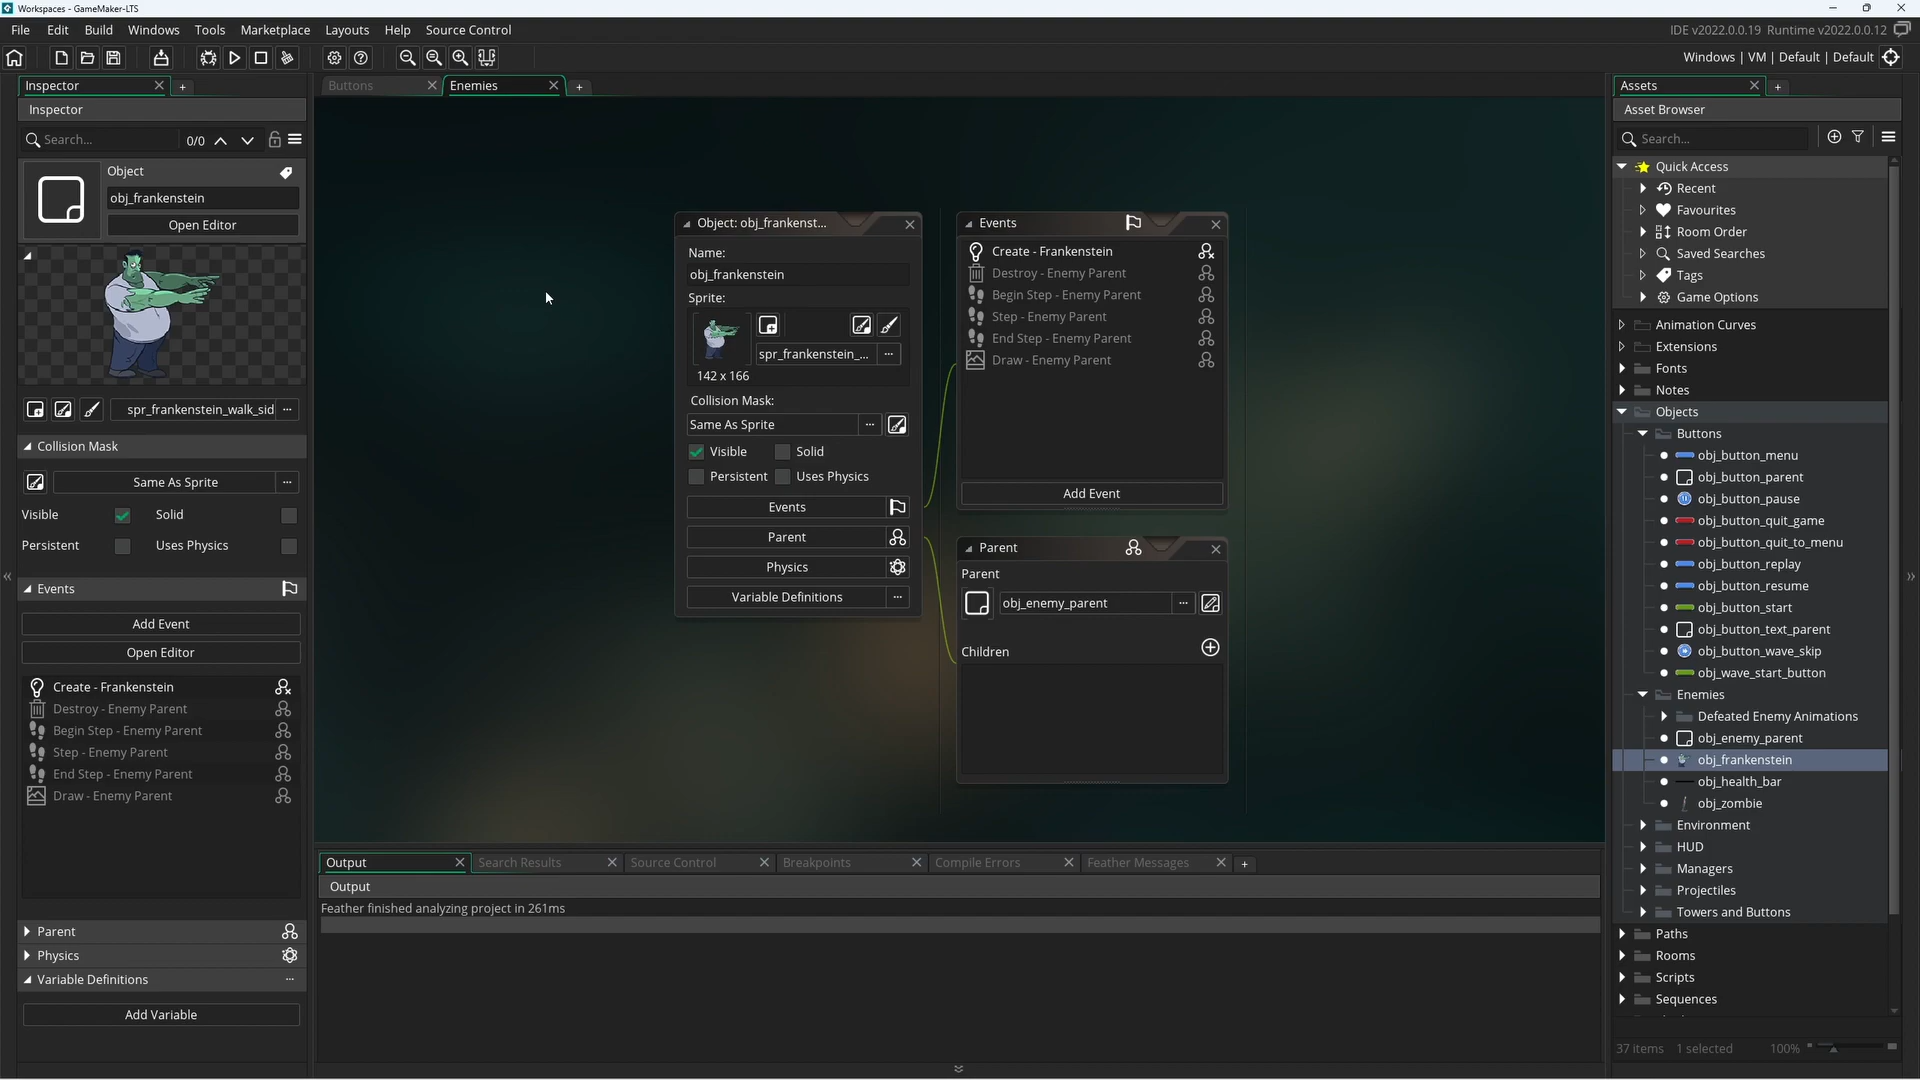 Workspaces - GameMaker-LTS
File Edit Build Windows Tools Marketplace Layouts Help Source Control
IDE v2022.0.0.19 Runtime v2022.0.0.12
Windows | VM | Default | Default
Inspector
Inspector
Search... 0/0
Object
obj_frankenstein
Open Editor
spr_frankenstein_walk_sid
Collision Mask
Same As Sprite
Visible Solid
Persistent Uses Physics
Events
Add Event
Open Editor
Create - Frankenstein
Destroy - Enemy Parent
Begin Step - Enemy Parent
Step - Enemy Parent
End Step - Enemy Parent
Draw - Enemy Parent
Parent
Physics
Variable Definitions
Add Variable
Buttons Enemies
Object: obj_frankenst...
Name:
obj_frankenstein
Sprite:
spr_frankenstein_...
142 x 166
Collision Mask:
Same As Sprite
Visible Solid
Persistent Uses Physics
Events
Parent
Physics
Variable Definitions
Events
Create - Frankenstein
Destroy - Enemy Parent
Begin Step - Enemy Parent
Step - Enemy Parent
End Step - Enemy Parent
Draw - Enemy Parent
Add Event
Parent
Parent
obj_enemy_parent
Children
Output Search Results Source Control Breakpoints Compile Errors Feather Messages
Output
Feather finished analyzing project in 261ms
Assets
Asset Browser
Search...
Quick Access
Recent
Favourites
Room Order
Saved Searches
Tags
Game Options
Animation Curves
Extensions
Fonts
Notes
Objects
Buttons
obj_button_menu
obj_button_parent
obj_button_pause
obj_button_quit_game
obj_button_quit_to_menu
obj_button_replay
obj_button_resume
obj_button_start
obj_button_text_parent
obj_button_wave_skip
obj_wave_start_button
Enemies
Defeated Enemy Animations
obj_enemy_parent
obj_frankenstein
obj_health_bar
obj_zombie
Environment
HUD
Managers
Projectiles
Towers and Buttons
Paths
Rooms
Scripts
Sequences
37 items 1 selected 100%